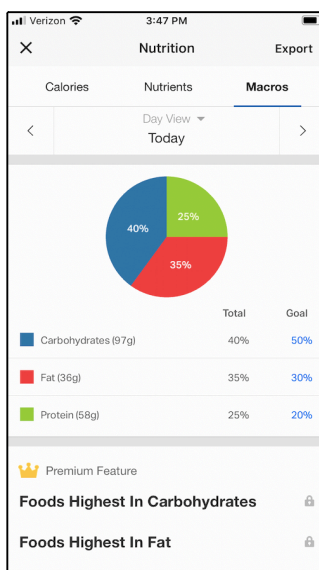 Verizon 3:47 PM
Nutrition Export
Calories Nutrients Macros
Day View
Today
40% 25%
35%
Total Goal
Carbohydrates (97g) 40% 50%
Fat (36g) 35% 30%
Protein (58g) 25% 20%
Premium Feature
Foods Highest In Carbohydrates
Foods Highest In Fat